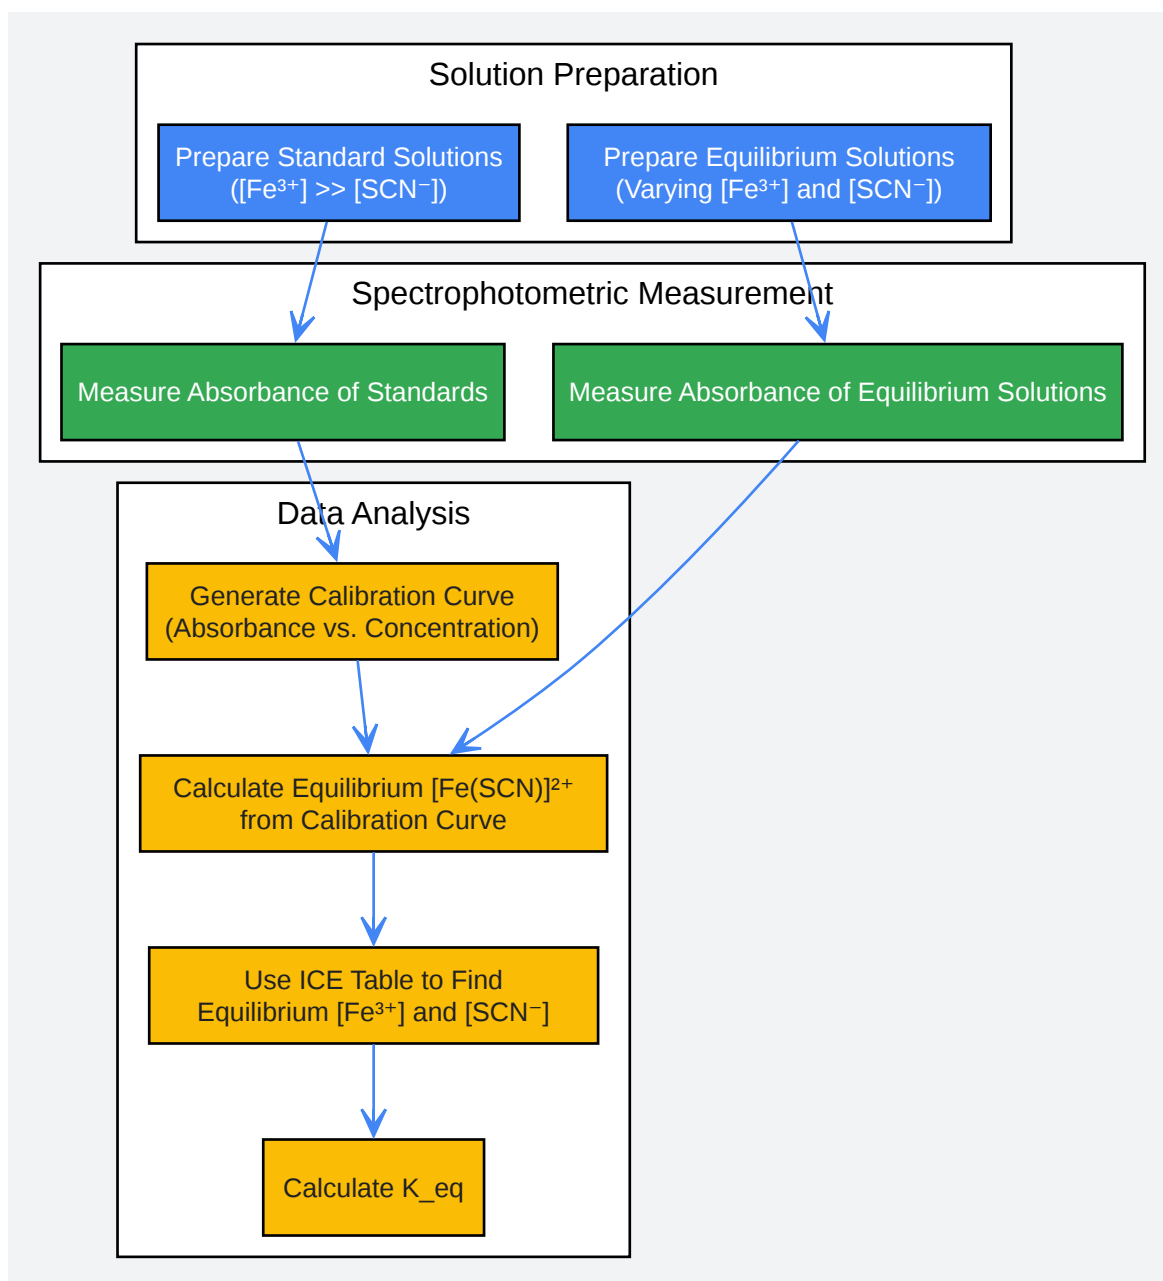 Solution Preparation
Prepare Standard Solutions
([Fe³⁺] >> [SCN⁻])
Prepare Equilibrium Solutions
(Varying [Fe³⁺] and [SCN⁻])
Spectrophotometric Measurement
Measure Absorbance of Standards
Measure Absorbance of Equilibrium Solutions
Data Analysis
Generate Calibration Curve
(Absorbance vs. Concentration)
Calculate Equilibrium [Fe(SCN)]²⁺
from Calibration Curve
Use ICE Table to Find
Equilibrium [Fe³⁺] and [SCN⁻]
Calculate K_eq